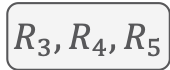 R₃, R₄, R₅